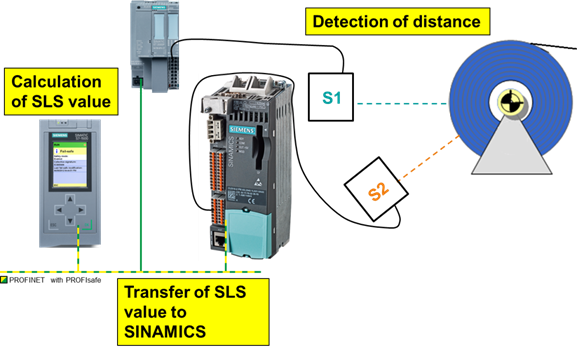 Detection of distance
Calculation
of SLS value
S1
SIEMENS
SINAMICS
S2
SIEMENS
PROFINET with PROFIsafe
Transfer of SLS
value to
SINAMICS